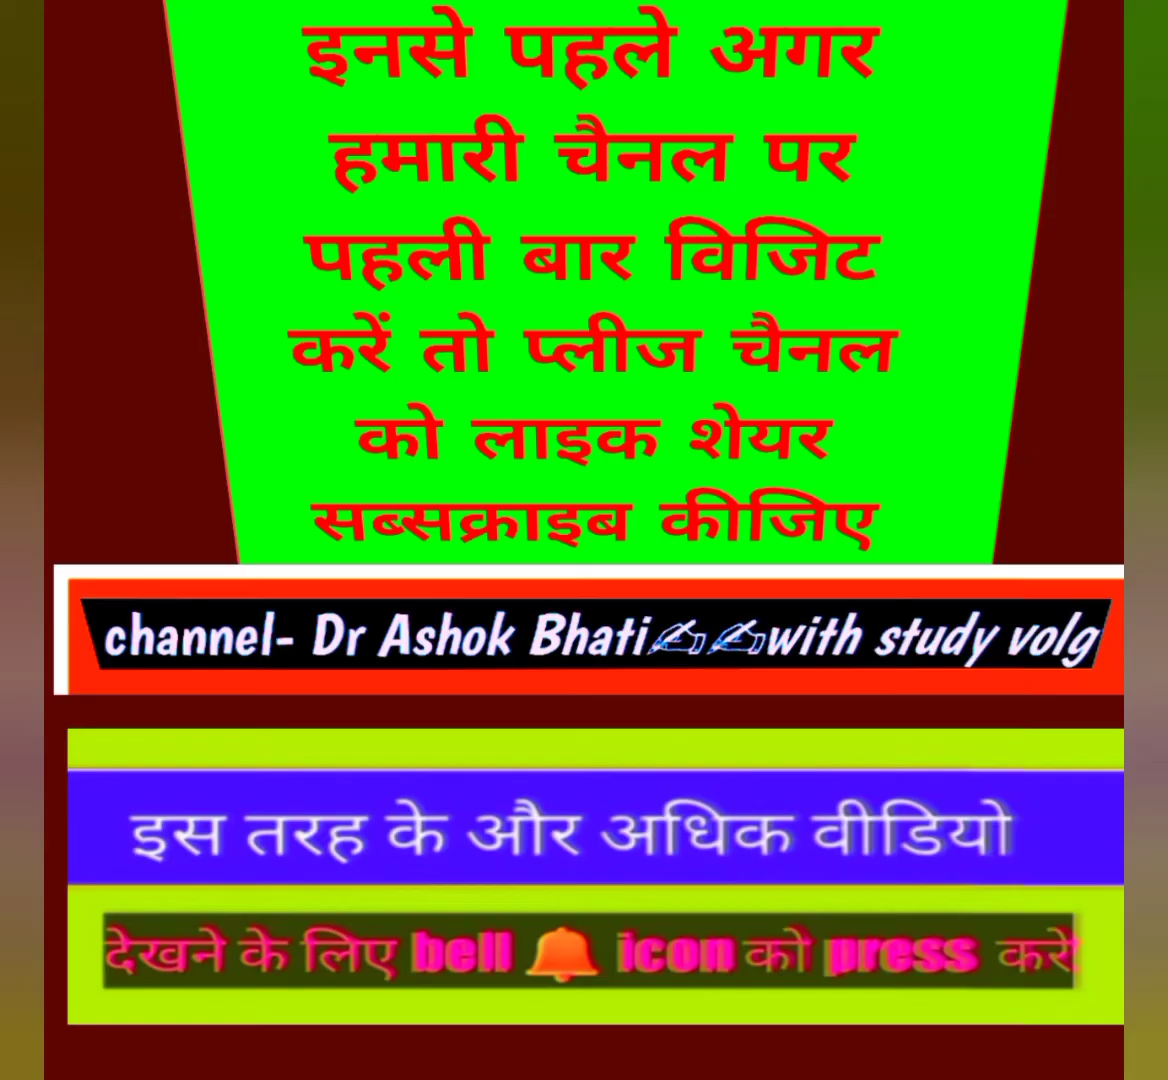 इनसे पहले अगर
हमारी चैनल पर
पहली बार विजिट
करें तो प्लीज चैनल
को लाइक शेयर
सब्सक्राइब कीजिए
channel- Dr Ashok Bhati✍✍with study volg
इस तरह के और अधिक वीडियो
देखने के लिए bell 🔔 icon को press करें